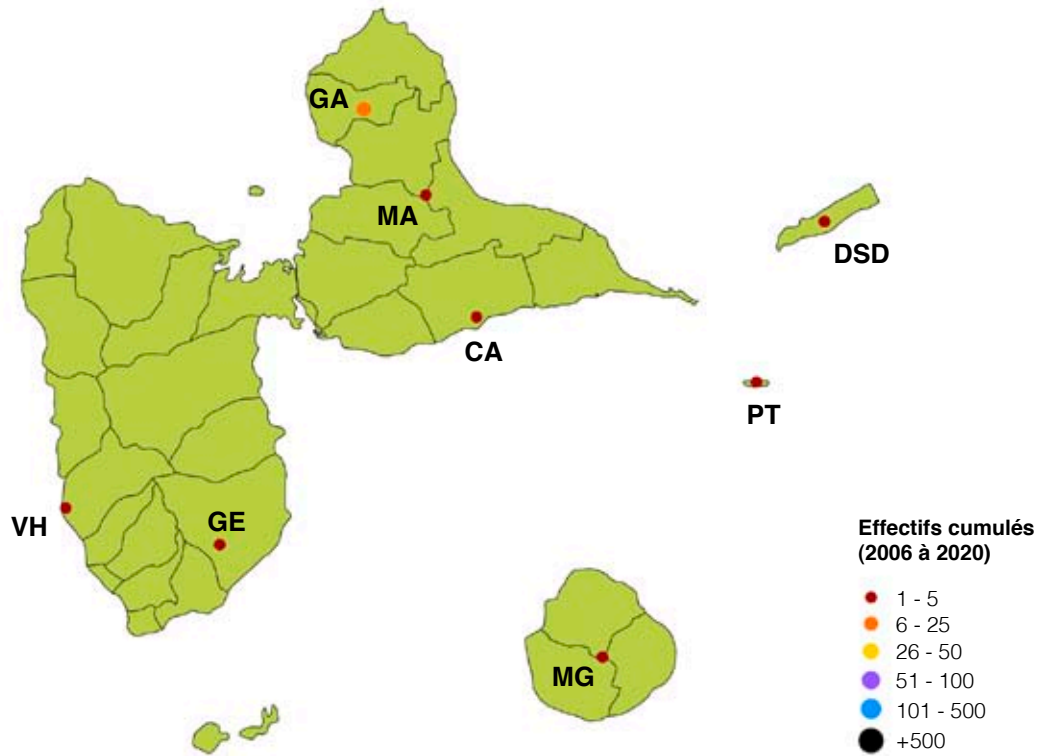 GA
MA
DSD
CA
PT
VH
GE
MG
Effectifs cumulés
(2006 à 2020)
1 - 5
6 - 25
26 - 50
51 - 100
101 - 500
+500